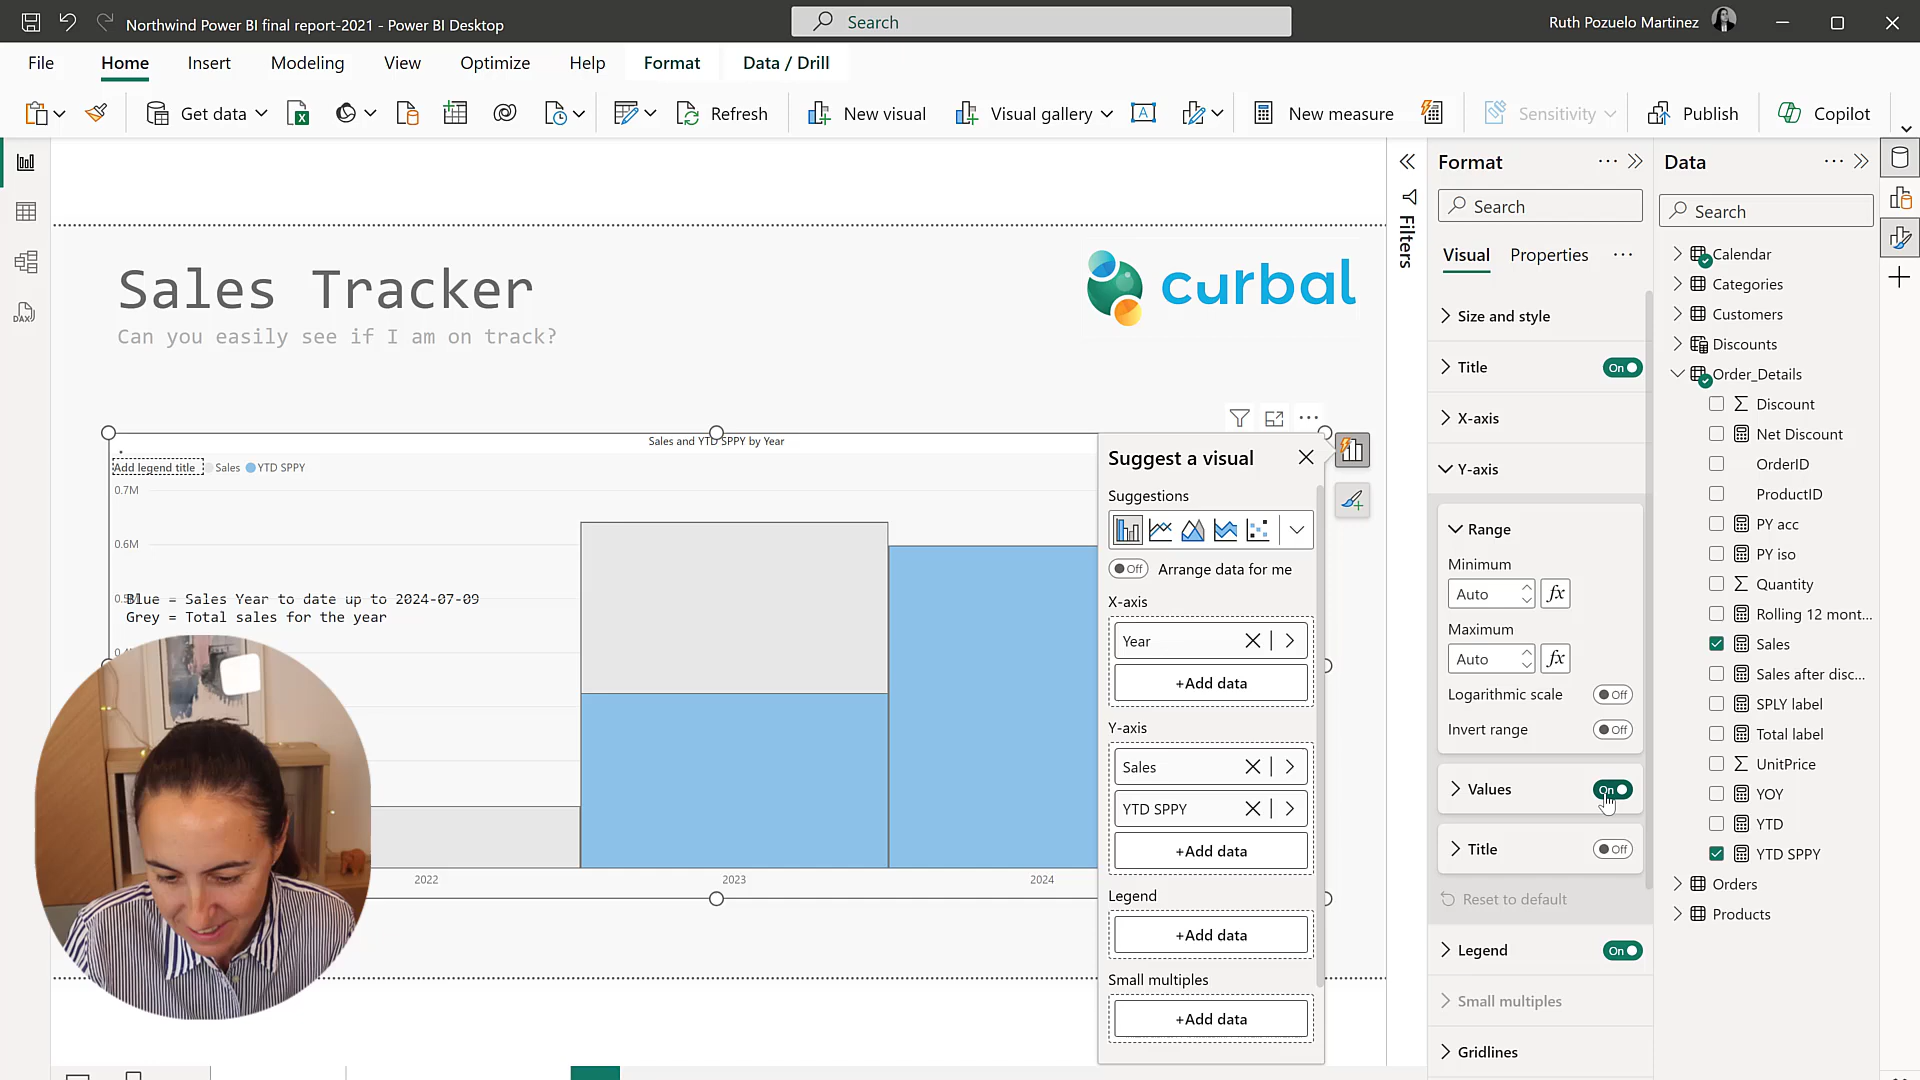 Northwind Power BI final report-2021 - Power BI Desktop
Search
Ruth Pozuelo Martinez
File
Home
Insert
Modeling
View
Optimize
Help
Format
Data / Drill
Get data
Refresh
New visual
Visual gallery
New measure
Sensitivity
Publish
Copilot
DAX
Sales Tracker
Can you easily see if I am on track?
curbal
Sales and YTD SPPY by Year
Add legend title
Sales
YTD SPPY
0.7M
0.6M
Blue = Sales Year to date up to 2024-07-09
Grey = Total sales for the year
2022
2023
2024
Suggest a visual
Suggestions
Off
Arrange data for me
X-axis
Year
+Add data
Y-axis
Sales
YTD SPPY
+Add data
Legend
+Add data
Small multiples
+Add data
Filters
Format
Search
Visual
Properties
Size and style
Title
On
X-axis
Y-axis
Range
Minimum
Auto
fx
Maximum
Auto
fx
Logarithmic scale
Off
Invert range
Off
Values
On
Title
Off
Reset to default
Legend
On
Small multiples
Gridlines
Data
Search
Calendar
Categories
Customers
Discounts
Order_Details
Discount
Net Discount
OrderID
ProductID
PY acc
PY iso
Quantity
Rolling 12 mont...
Sales
Sales after disc...
SPLY label
Total label
UnitPrice
YOY
YTD
YTD SPPY
Orders
Products